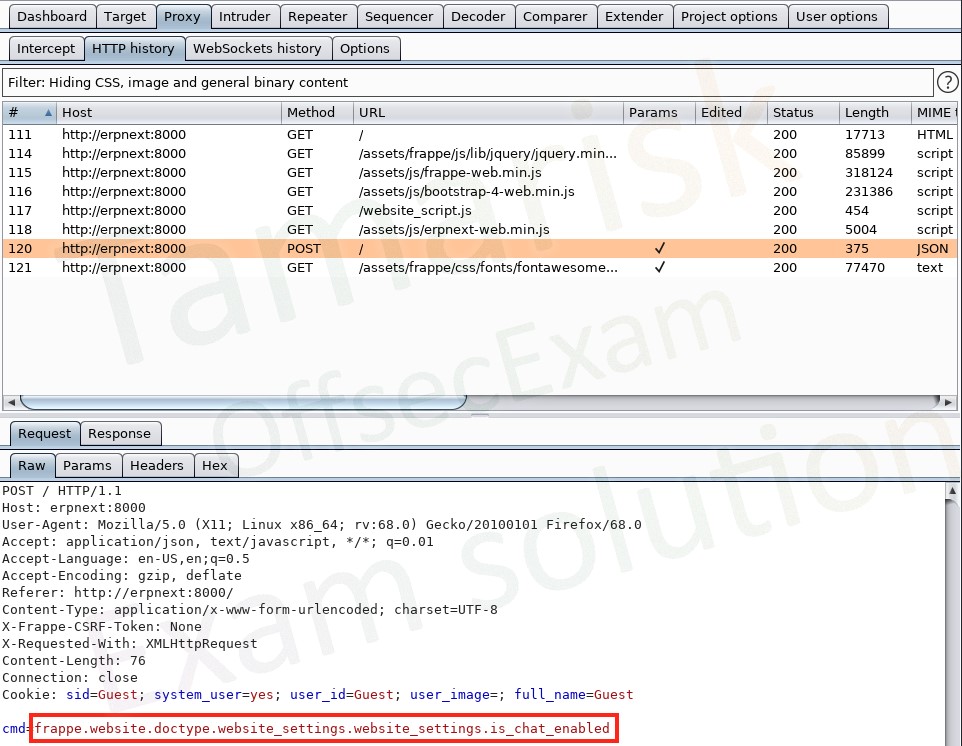 Dashboard Target Proxy Intruder Repeater Sequencer Decoder Comparer Extender Project options User options
Intercept HTTP history WebSockets history Options
Filter: Hiding CSS, image and general binary content ?
# Host Method URL Params Edited Status Length MIME t
111 http://erpnext:8000 GET / 200 17713 HTML
114 http://erpnext:8000 GET /assets/frappe/js/lib/jquery/jquery.min... 200 85899 script
115 http://erpnext:8000 GET /assets/js/frappe-web.min.js 200 318124 script
116 http://erpnext:8000 GET /assets/js/bootstrap-4-web.min.js 200 231386 script
117 http://erpnext:8000 GET /website_script.js 200 454 script
118 http://erpnext:8000 GET /assets/js/erpnext-web.min.js 200 5004 script
120 http://erpnext:8000 POST / ✓ 200 375 JSON
121 http://erpnext:8000 GET /assets/frappe/css/fonts/fontawesome... ✓ 200 77470 text
Tamarisk
OffsecExam
Exam solution
Request Response
Raw Params Headers Hex
POST / HTTP/1.1
Host: erpnext:8000
User-Agent: Mozilla/5.0 (X11; Linux x86_64; rv:68.0) Gecko/20100101 Firefox/68.0
Accept: application/json, text/javascript, */*; q=0.01
Accept-Language: en-US,en;q=0.5
Accept-Encoding: gzip, deflate
Referer: http://erpnext:8000/
Content-Type: application/x-www-form-urlencoded; charset=UTF-8
X-Frappe-CSRF-Token: None
X-Requested-With: XMLHttpRequest
Content-Length: 76
Connection: close
Cookie: sid=Guest; system_user=yes; user_id=Guest; user_image=; full_name=Guest
cmd=frappe.website.doctype.website_settings.website_settings.is_chat_enabled